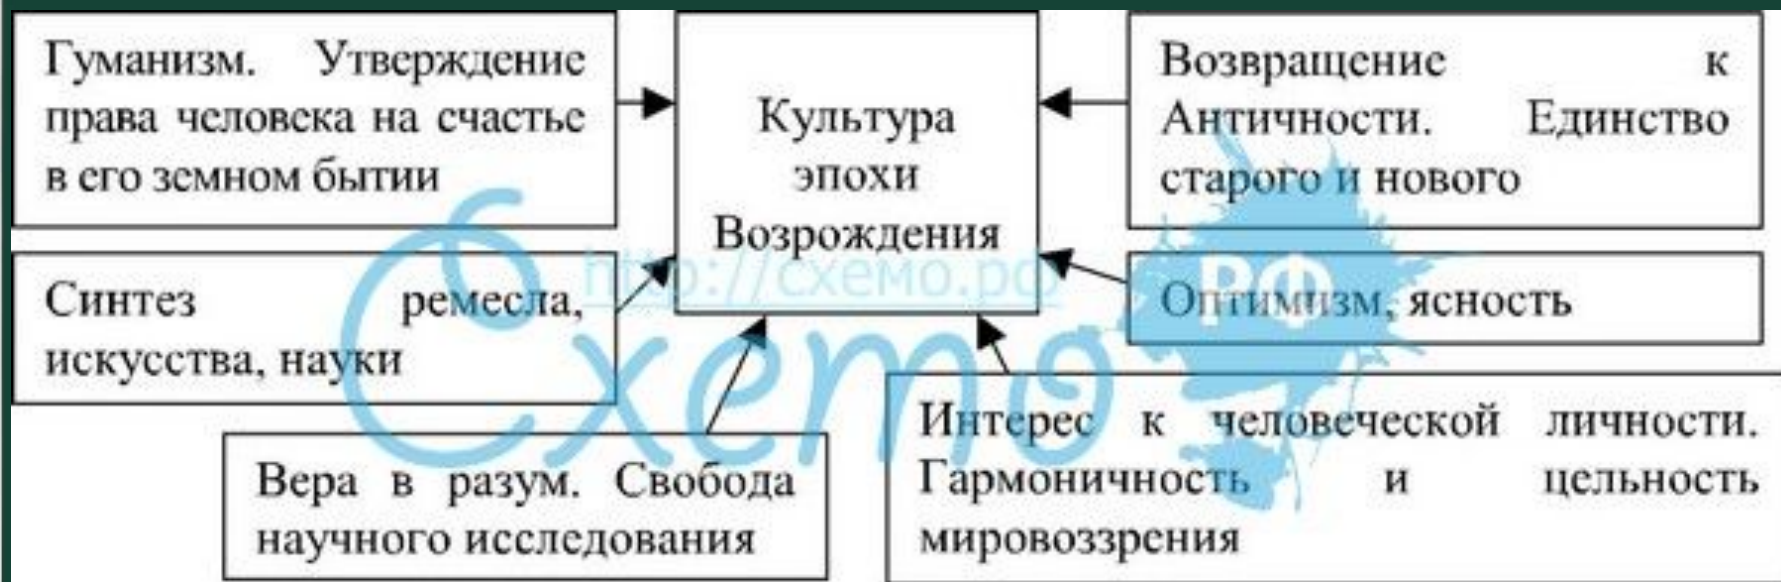 Гуманизм. Утверждение
права человека на счастье
в его земном бытии
Культура
эпохи
Возрождения
Возвращение к
Античности. Единство
старого и нового
Синтез ремесла,
искусства, науки
Оптимизм, ясность
Вера в разум. Свобода
научного исследования
Интерес к человеческой личности.
Гармоничность и цельность
мировоззрения
http://схемо.рф
Схемо
РФ